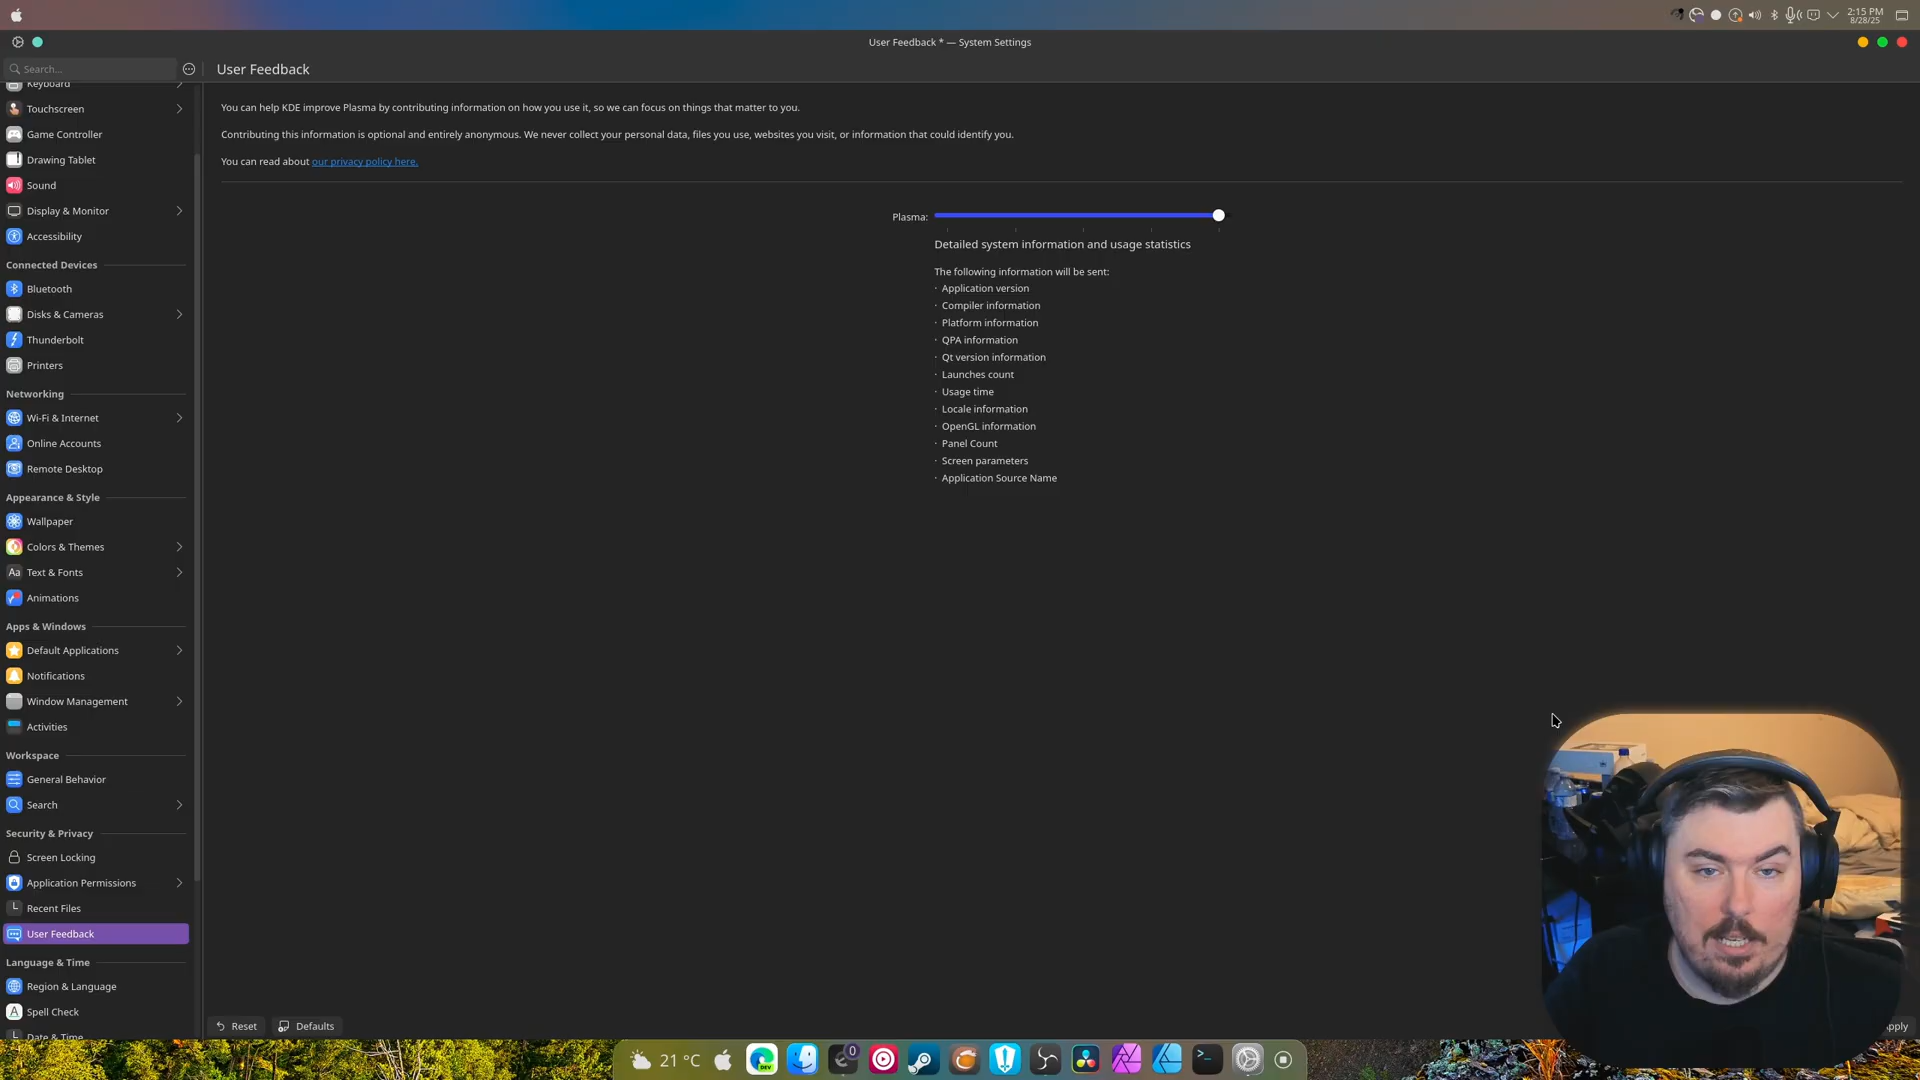 2:15 PM
8/28/25
User Feedback * — System Settings
Search...
User Feedback
Keyboard
Touchscreen
Game Controller
Drawing Tablet
Sound
Display & Monitor
Accessibility
Connected Devices
Bluetooth
Disks & Cameras
Thunderbolt
Printers
Networking
Wi-Fi & Internet
Online Accounts
Remote Desktop
Appearance & Style
Wallpaper
Colors & Themes
Aa Text & Fonts
Animations
Apps & Windows
Default Applications
Notifications
Window Management
Activities
Workspace
General Behavior
Search
Security & Privacy
Screen Locking
Application Permissions
Recent Files
User Feedback
Language & Time
Region & Language
A Spell Check
Date & Time
You can help KDE improve Plasma by contributing information on how you use it, so we can focus on things that matter to you.
Contributing this information is optional and entirely anonymous. We never collect your personal data, files you use, websites you visit, or information that could identify you.
You can read about our privacy policy here.
Plasma:
Detailed system information and usage statistics
The following information will be sent:
· Application version
· Compiler information
· Platform information
· QPA information
· Qt version information
· Launches count
· Usage time
· Locale information
· OpenGL information
· Panel Count
· Screen parameters
· Application Source Name
Reset
Defaults
Apply
21 °C
DEV
0